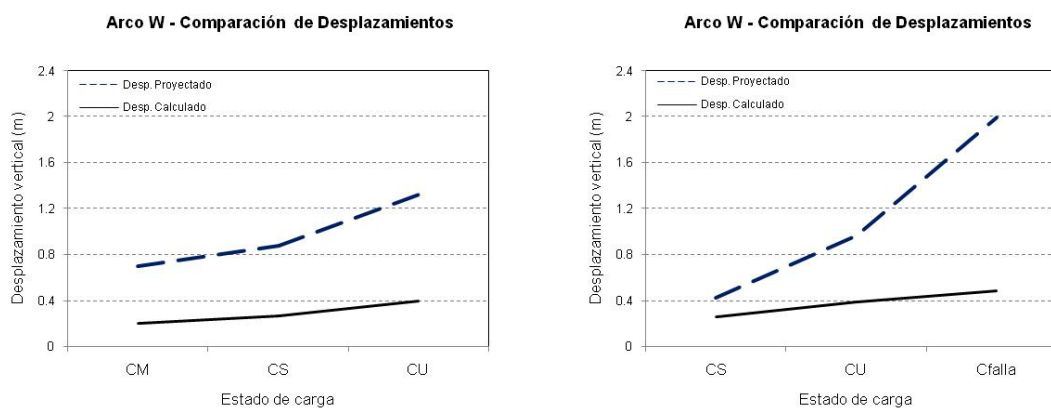 Arco W - Comparación de Desplazamientos
2.4
2
1.6
1.2
0.8
0.4
0
Desplazamiento vertical (m)
Desp. Proyectado
Desp. Calculado
CM CS CU
Estado de carga
Arco W - Comparación de Desplazamientos
2.4
2
1.6
1.2
0.8
0.4
0
Desplazamiento vertical (m)
Desp. Proyectado
Desp. Calculado
CS CU Cfalla
Estado de carga